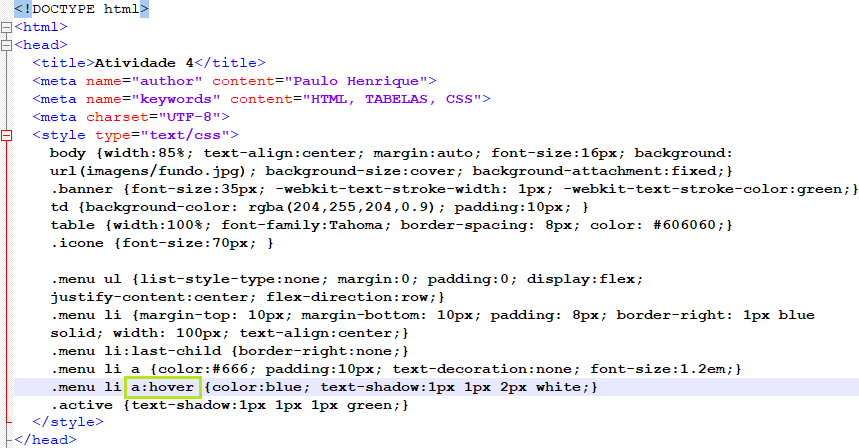 <!DOCTYPE html>
<html>
<head>
<title>Atividade 4</title>
<meta name="author" content="Paulo Henrique">
<meta name="keywords" content="HTML, TABELAS, CSS">
<meta charset="UTF-8">
<style type="text/css">
body {width:85%; text-align:center; margin:auto; font-size:16px; background:
url(imagens/fundo.jpg); background-size:cover; background-attachment:fixed;}
.banner {font-size:35px; -webkit-text-stroke-width: 1px; -webkit-text-stroke-color:green;}
td {background-color: rgba(204,255,204,0.9); padding:10px; }
table {width:100%; font-family:Tahoma; border-spacing: 8px; color: #606060;}
.icone {font-size:70px; }
.menu ul {list-style-type:none; margin:0; padding:0; display:flex;
justify-content:center; flex-direction:row;}
.menu li {margin-top: 10px; margin-bottom: 10px; padding: 8px; border-right: 1px blue
solid; width: 100px; text-align:center;}
.menu li:last-child {border-right:none;}
.menu li a {color:#666; padding:10px; text-decoration:none; font-size:1.2em;}
.menu li a:hover {color:blue; text-shadow:1px 1px 2px white;}
.active {text-shadow:1px 1px 1px green;}
</style>
</head>